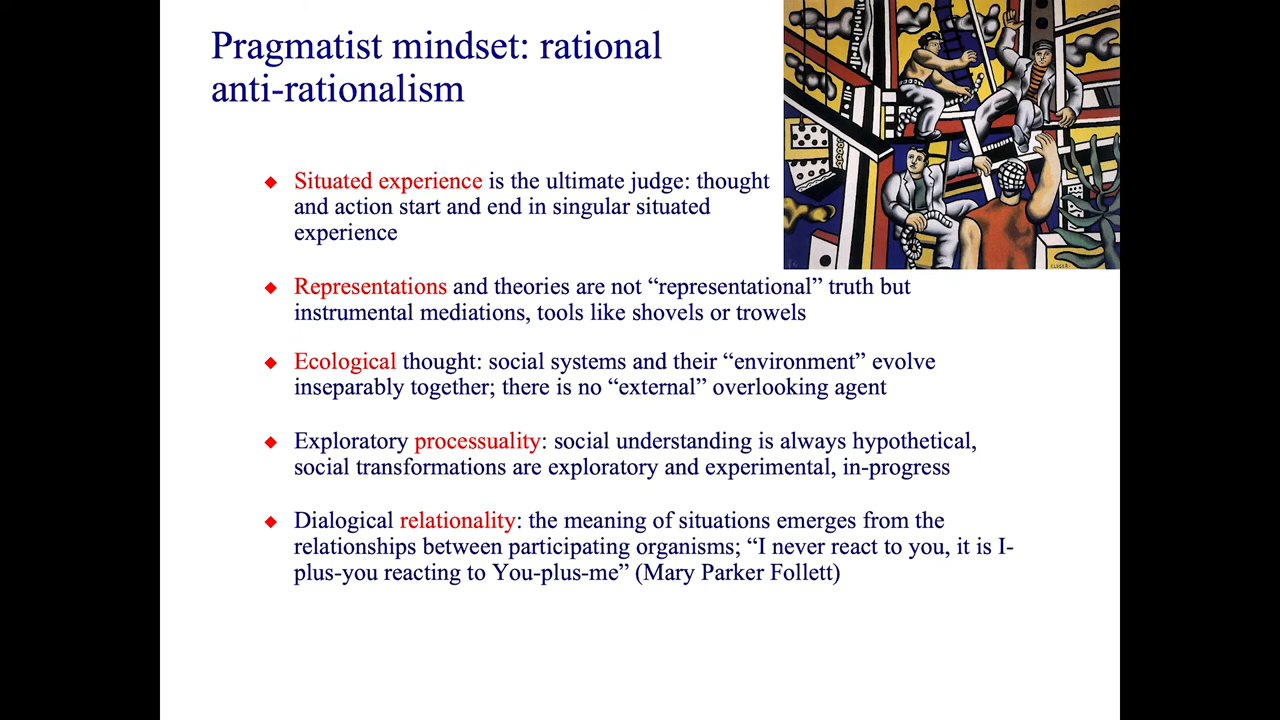 Pragmatist mindset: rational
anti-rationalism
Situated experience is the ultimate judge: thought
and action start and end in singular situated
experience
Representations and theories are not “representational” truth but
instrumental mediations, tools like shovels or trowels
Ecological thought: social systems and their “environment” evolve
inseparably together; there is no “external” overlooking agent
Exploratory processuality: social understanding is always hypothetical,
social transformations are exploratory and experimental, in-progress
Dialogical relationality: the meaning of situations emerges from the
relationships between participating organisms; “I never react to you, it is I-
plus-you reacting to You-plus-me” (Mary Parker Follett)